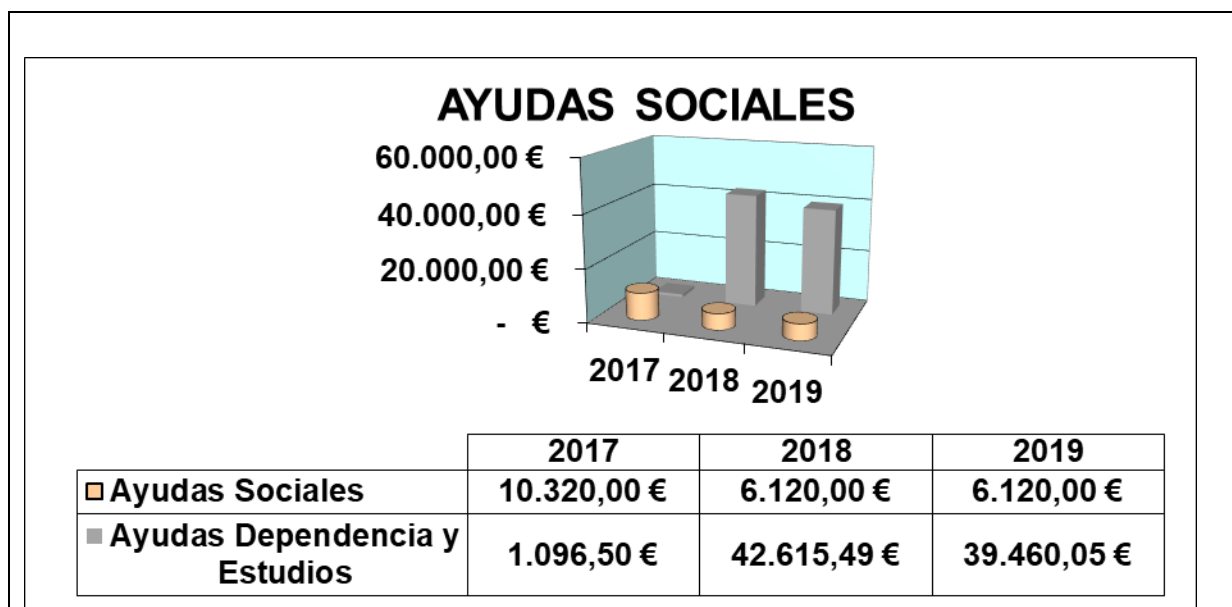 AYUDAS SOCIALES
60.000,00 €
40.000,00 €
20.000,00 €
- €
2017 2018 2019
2017 2018 2019
Ayudas Sociales 10.320,00 € 6.120,00 € 6.120,00 €
Ayudas Dependencia y
Estudios 1.096,50 € 42.615,49 € 39.460,05 €